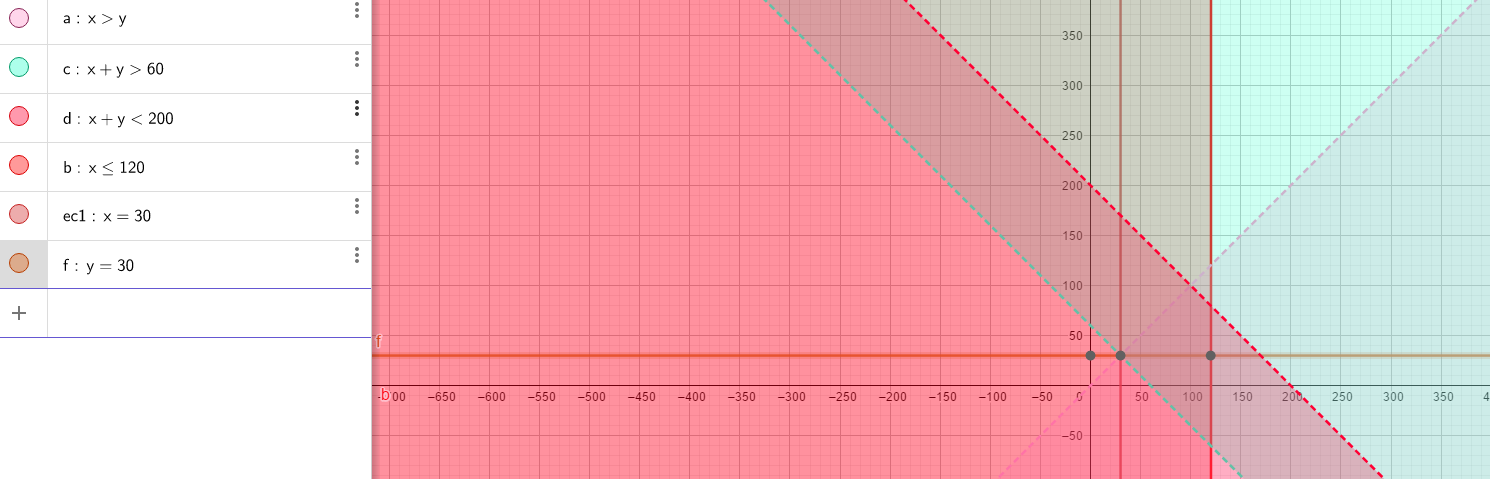 a : x > y
c : x + y > 60
d : x + y < 200
b : x ≤ 120
ec1 : x = 30
f : y = 30
+
350
300
250
200
150
100
50
f
b
−650 −600 −550 −500 −450 −400 −350 −300 −250 −200 −150 −100 −50 0 50 100 150 200 250 300 350
−50